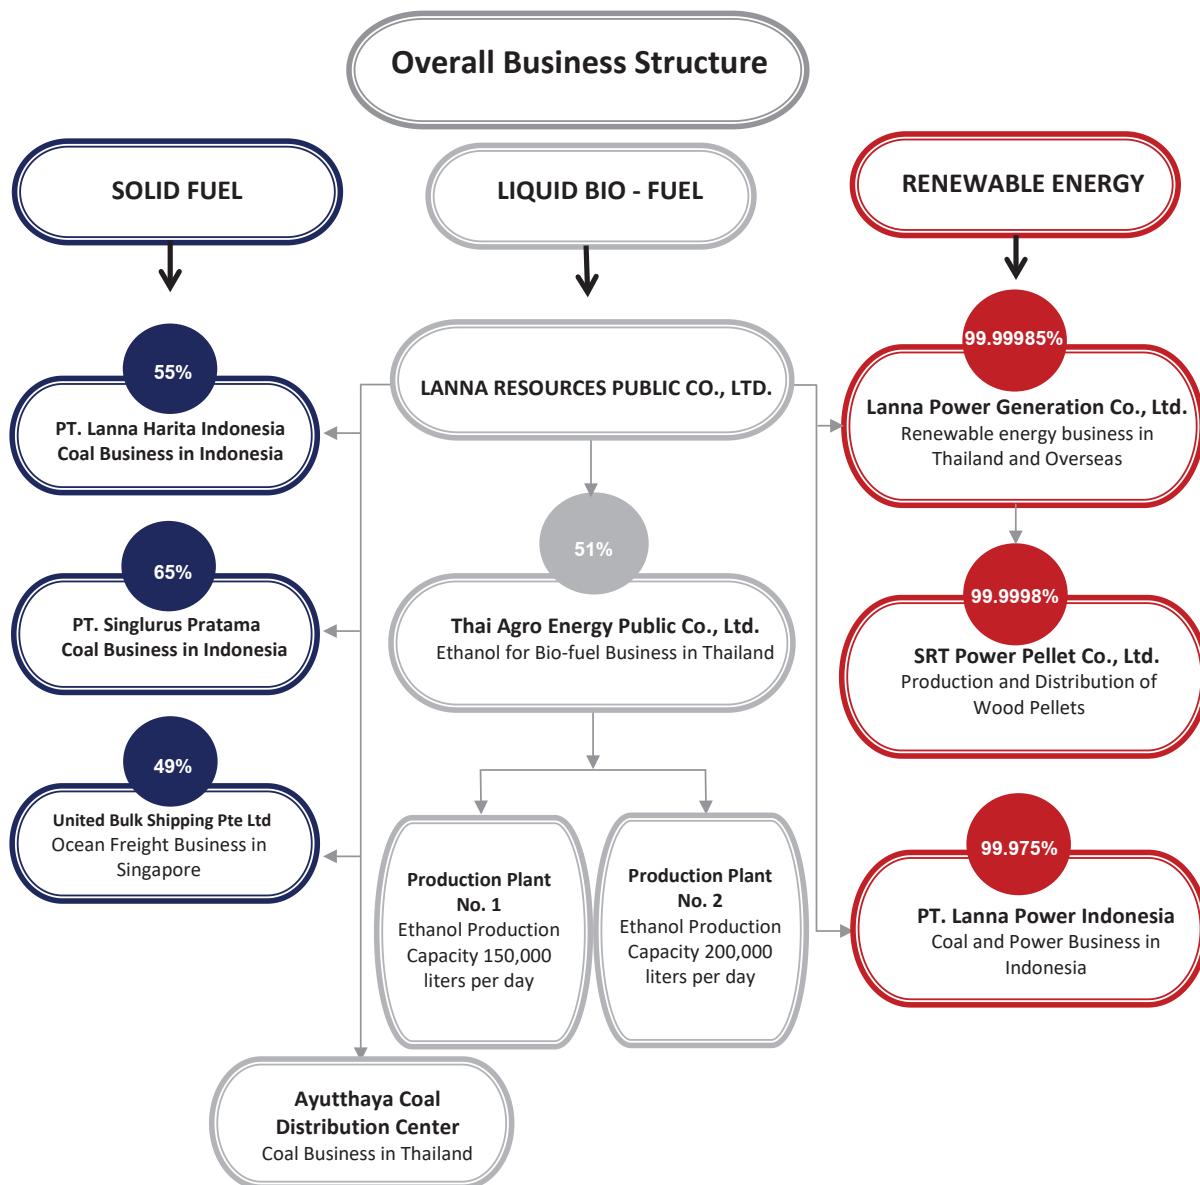 Overall Business Structure
SOLID FUEL
LIQUID BIO - FUEL
RENEWABLE ENERGY
55%
PT. Lanna Harita Indonesia
Coal Business in Indonesia
65%
PT. Singlurus Pratama
Coal Business in Indonesia
49%
United Bulk Shipping Pte Ltd
Ocean Freight Business in
Singapore
LANNA RESOURCES PUBLIC CO., LTD.
51%
Thai Agro Energy Public Co., Ltd.
Ethanol for Bio-fuel Business in Thailand
Production Plant
No. 1
Ethanol Production
Capacity 150,000
liters per day
Production Plant
No. 2
Ethanol Production
Capacity 200,000
liters per day
Ayutthaya Coal
Distribution Center
Coal Business in Thailand
99.99985%
Lanna Power Generation Co., Ltd.
Renewable energy business in
Thailand and Overseas
99.9998%
SRT Power Pellet Co., Ltd.
Production and Distribution of
Wood Pellets
99.975%
PT. Lanna Power Indonesia
Coal and Power Business in
Indonesia